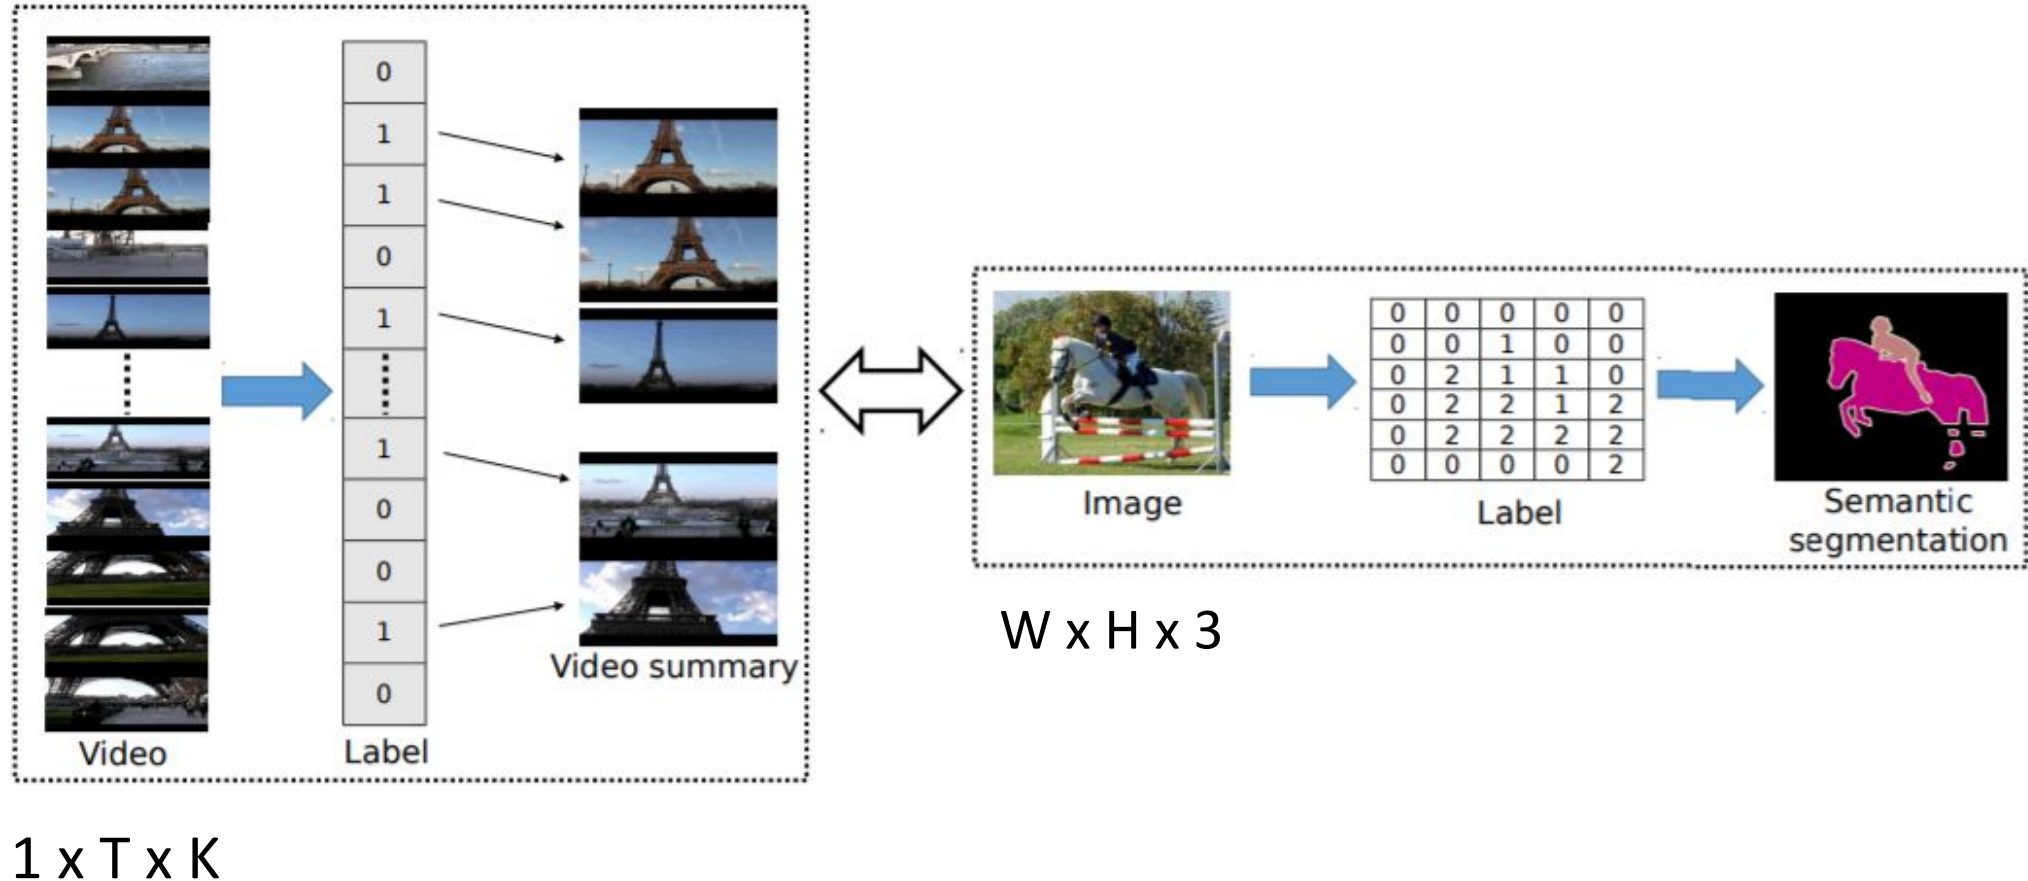 0
1
1
0
1
1
0
0
1
0
Video
Label
Video summary
1 x T x K
Image
0 0 0 0 0
0 0 1 0 0
0 2 1 1 0
0 2 2 1 2
0 2 2 2 2
0 0 0 0 2
Label
Semantic
segmentation
W x H x 3